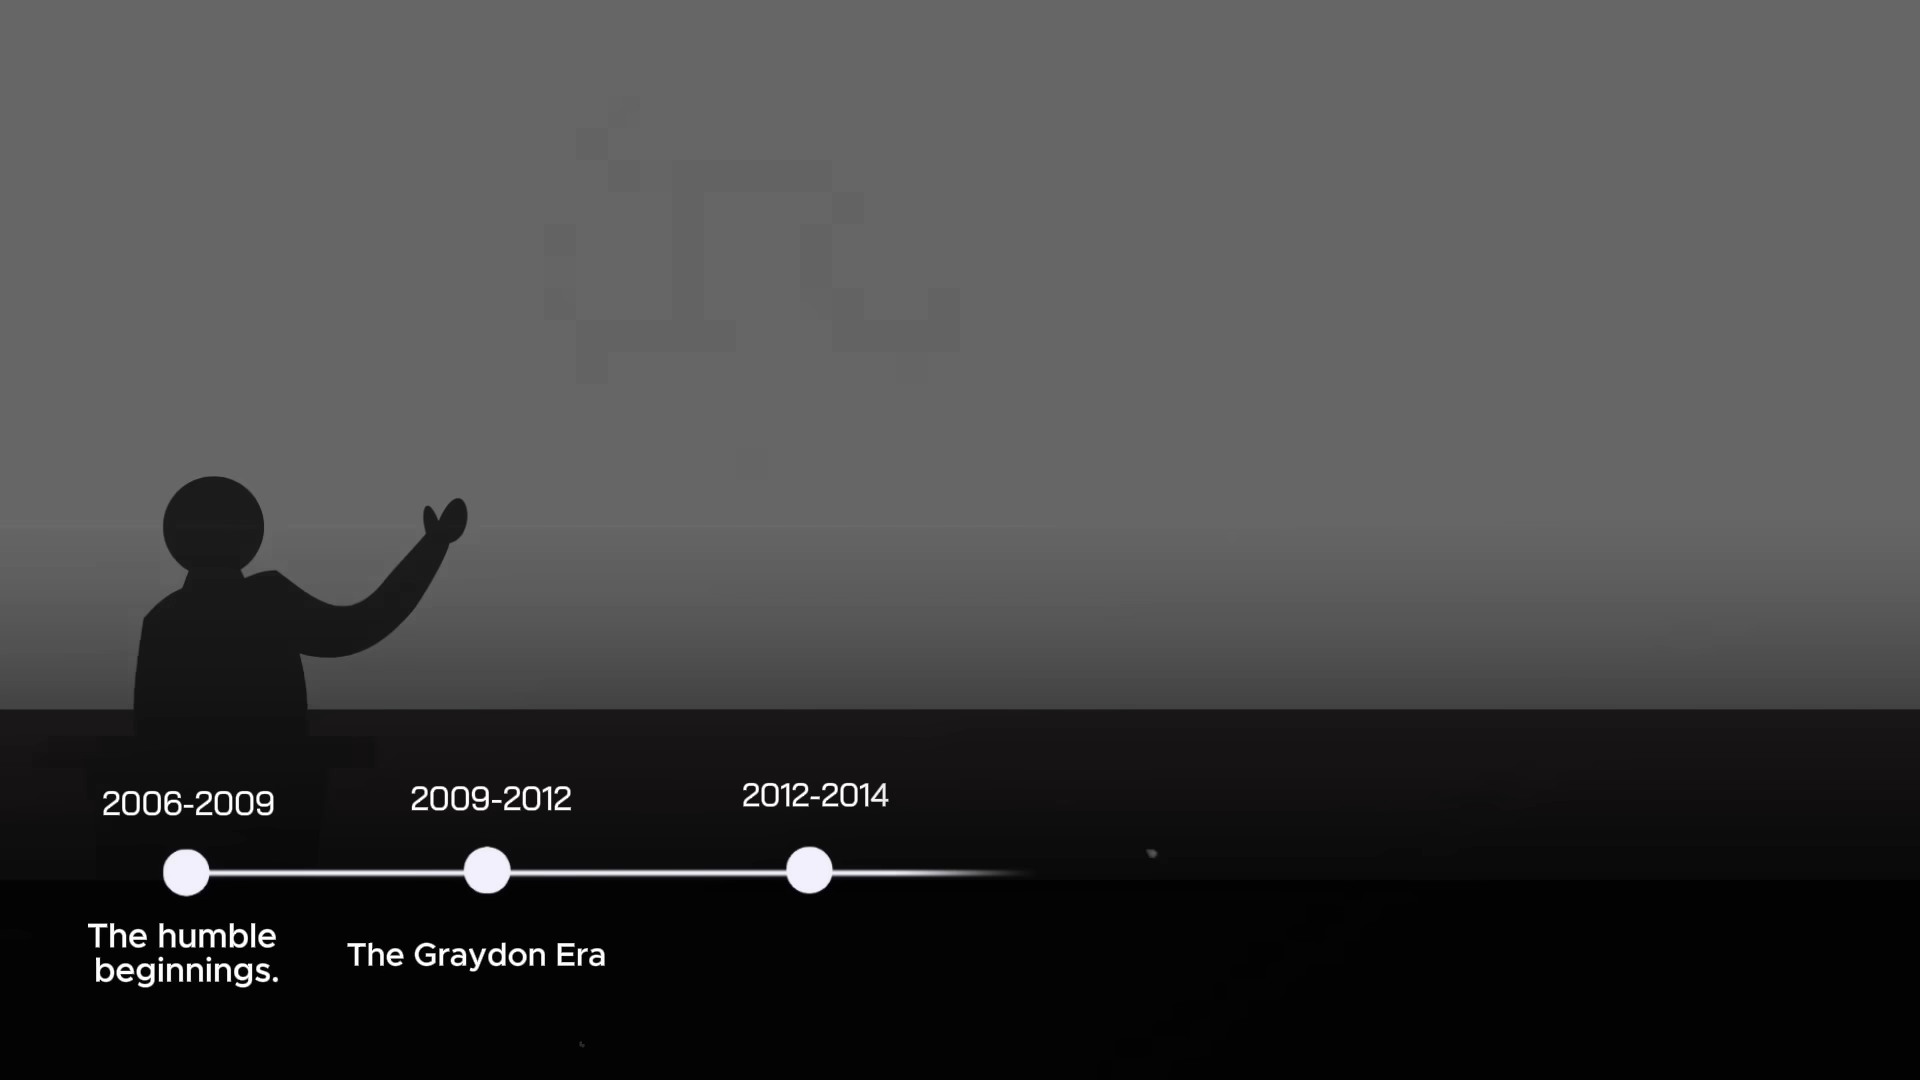 2006-2009
2009-2012
2012-2014
The humble
beginnings.
The Graydon Era